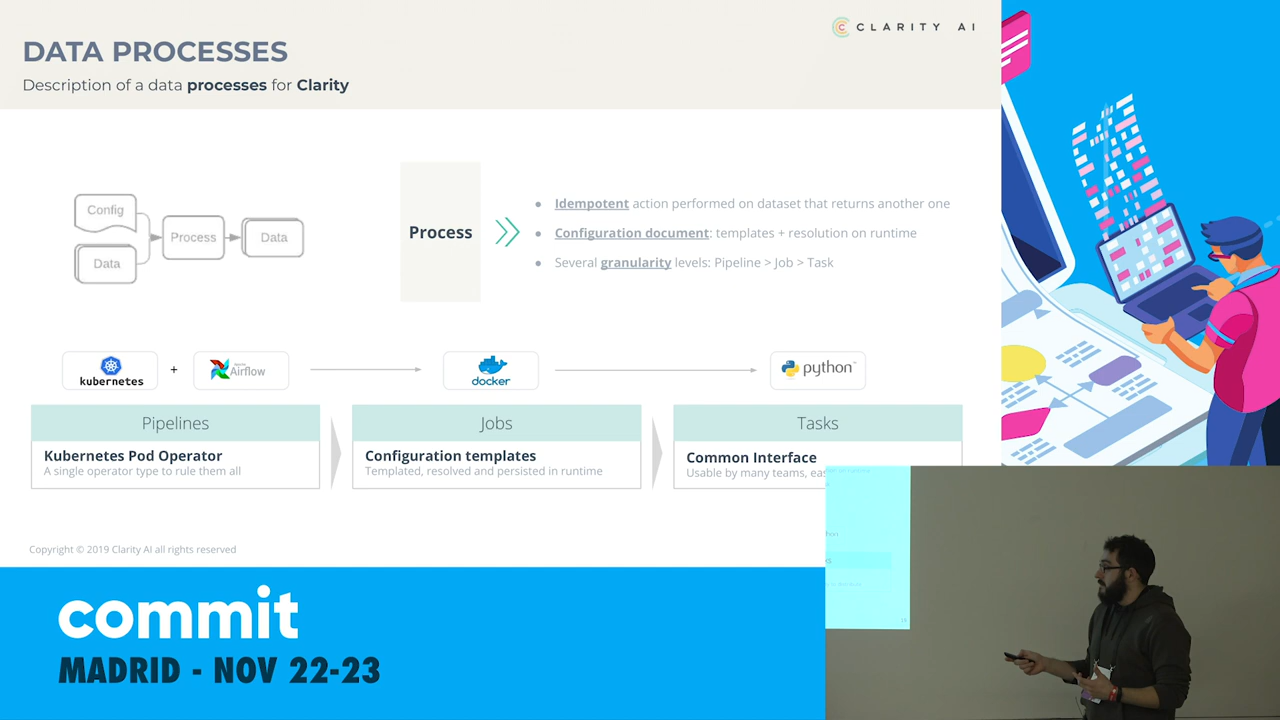 CLARITY AI
DATA PROCESSES
Description of a data processes for Clarity
Config
Data
Process
Data
Process
Idempotent action performed on dataset that returns another one
Configuration document: templates + resolution on runtime
Several granularity levels: Pipeline > Job > Task
kubernetes
+
Airflow
docker
python
Pipelines
Kubernetes Pod Operator
A single operator type to rule them all
Jobs
Configuration templates
Templated, resolved and persisted in runtime
Tasks
Common Interface
Usable by many teams,
Copyright © 2019 Clarity AI all rights reserved
commit
MADRID - NOV 22-23